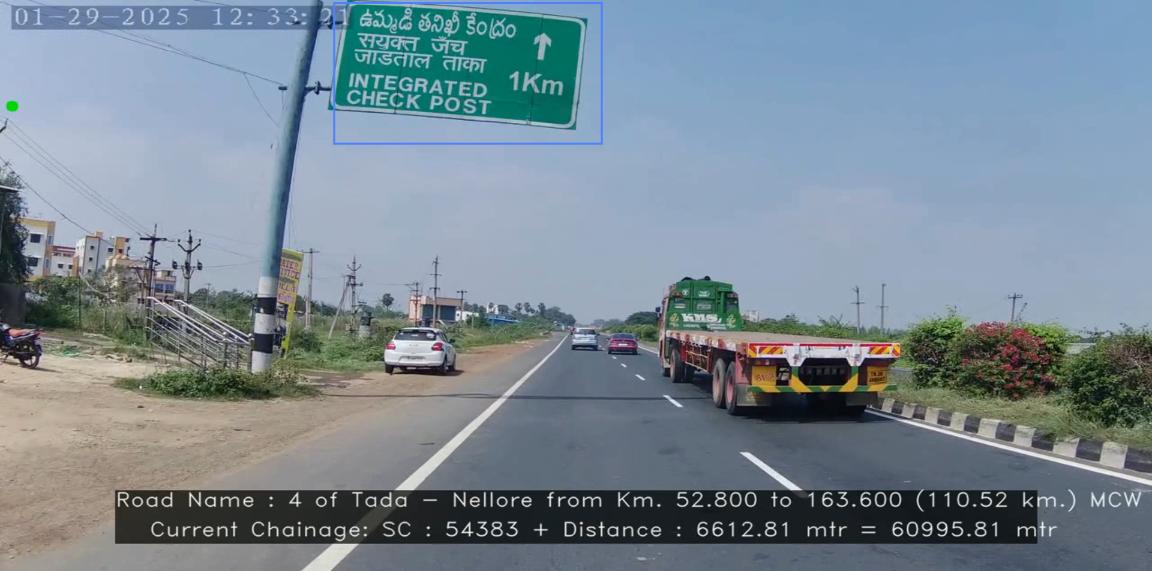 01-29-2025 12:33:21
ఉమ్మడి తనిఖీ కేంద్రం
सयुक्त जाँच
जाडताल ताका
INTEGRATED
CHECK POST
1Km
KNS
Road Name : 4 of Tada - Nellore from Km. 52.800 to 163.600 (110.52 km.) MCW
Current Chainage: SC : 54383 + Distance : 6612.81 mtr = 60995.81 mtr